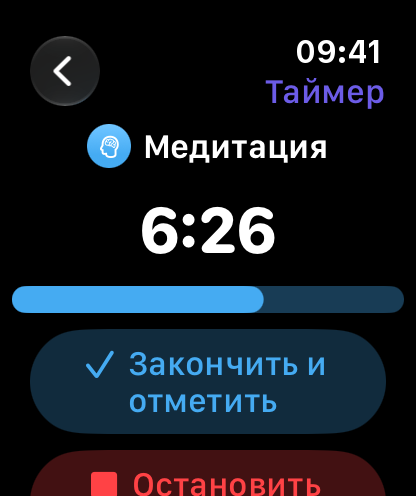 09:41
Таймер
Медитация
6:26
Закончить и
отметить
Остановить